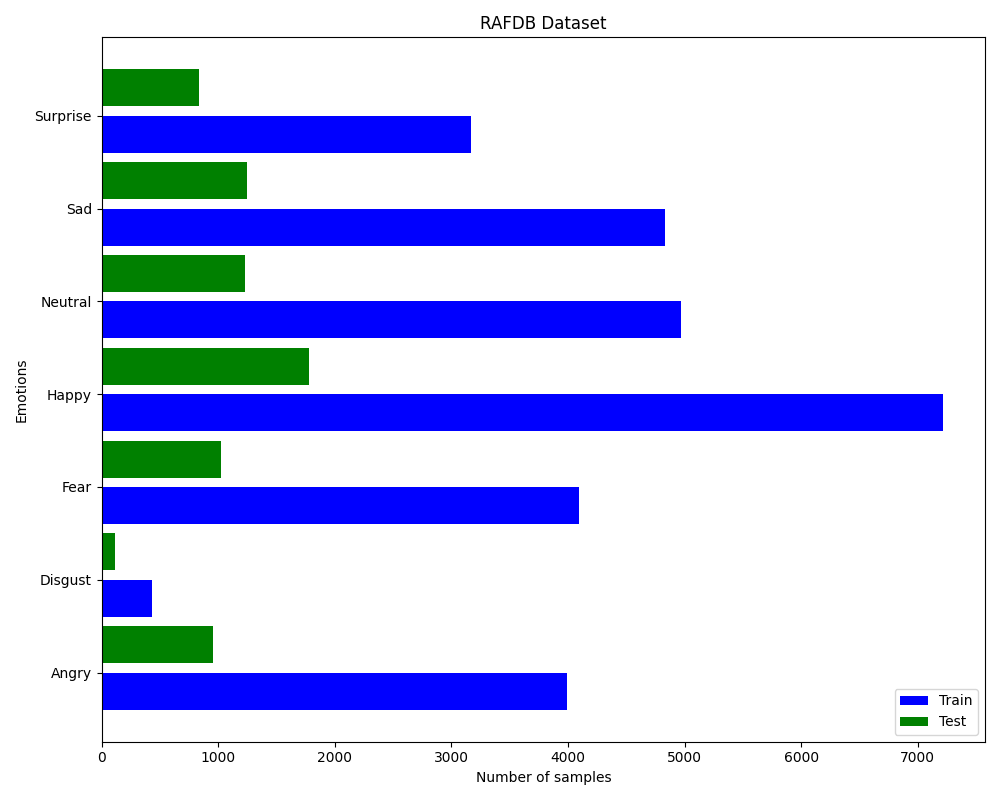 RAFDB Dataset
Surprise
Sad
Neutral
Happy
Fear
Disgust
Angry
Emotions
Train
Test
0 1000 2000 3000 4000 5000 6000 7000
Number of samples